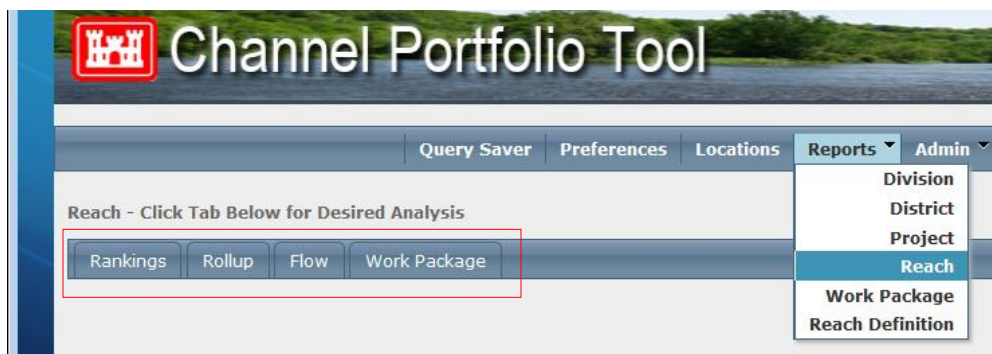 Channel Portfolio Tool
Query Saver Preferences Locations Reports Admin
Division
District
Project
Reach
Work Package
Reach Definition
Reach - Click Tab Below for Desired Analysis
Rankings Rollup Flow Work Package